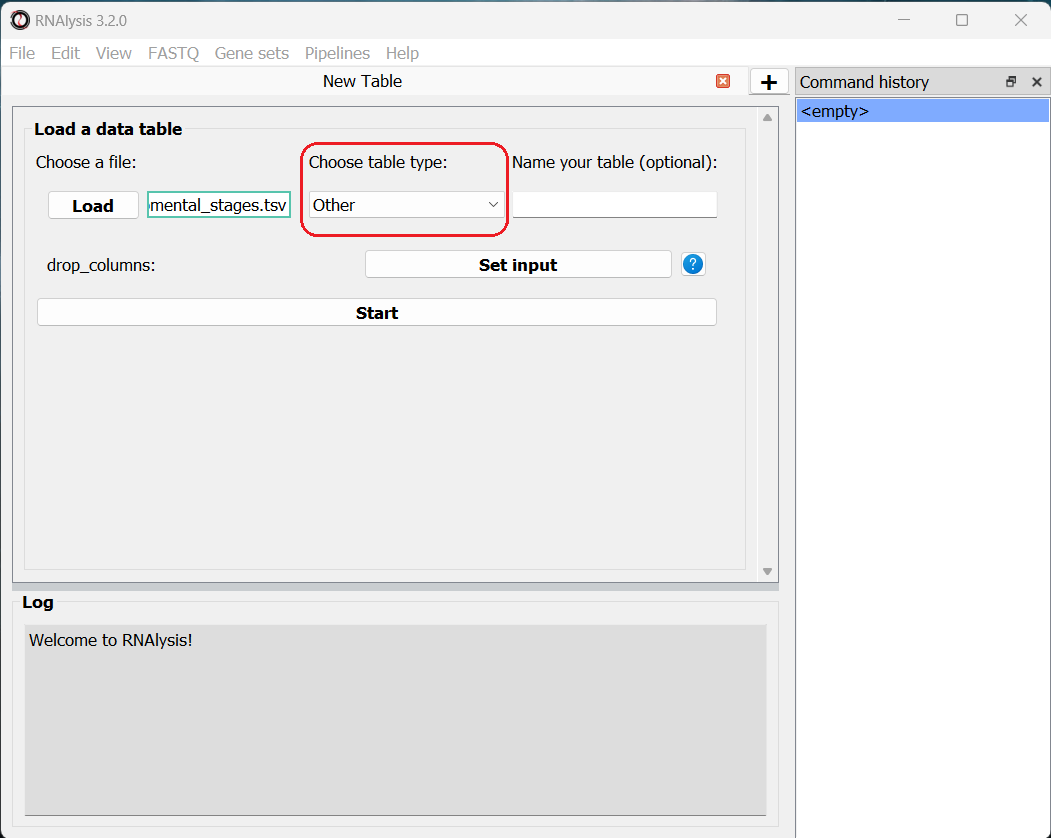 RNAlysis 3.2.0
File Edit View FASTQ Gene sets Pipelines Help
New Table
+
Command history
<empty>
Load a data table
Choose a file: Choose table type: Name your table (optional):
Load mental_stages.tsv Other
drop_columns: Set input ?
Start
Log
Welcome to RNAlysis!